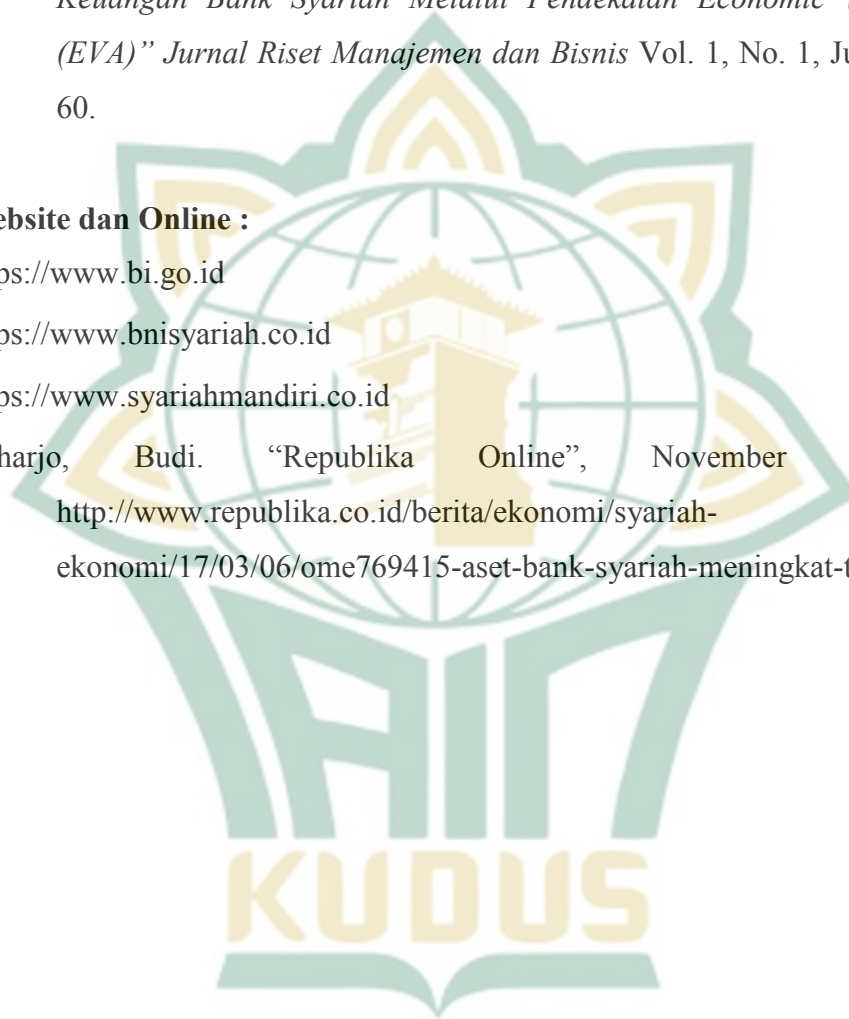 Keuangan Bank Syariah Melalui Pendekatan Economic
(EVA)” Jurnal Riset Manajemen dan Bisnis Vol. 1, No. 1, Ju
60.
ebsite dan Online :
ps://www.bi.go.id
ps://www.bnisyariah.co.id
ps://www.syariahmandiri.co.id
harjo, Budi. “Republika Online”, November
http://www.republika.co.id/berita/ekonomi/syariah-
ekonomi/17/03/06/ome769415-aset-bank-syariah-meningkat-t
IAIN
KUDUS